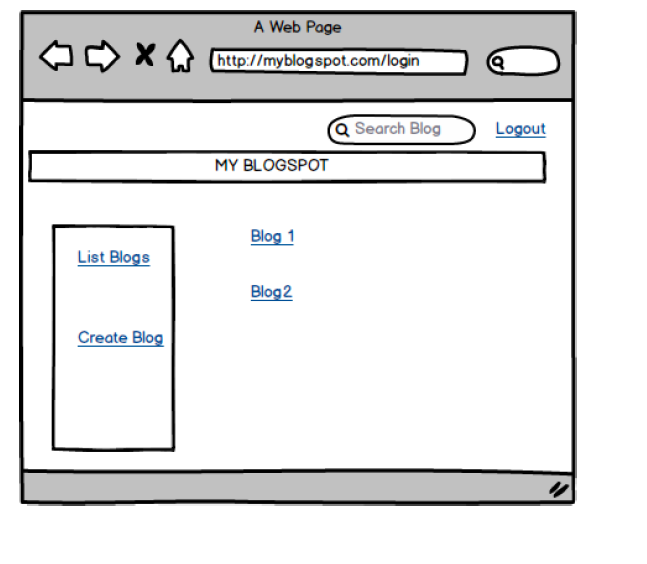 A Web Page
http://myblogspot.com/login
Search Blog
Logout
MY BLOGSPOT
List Blogs
Create Blog
Blog 1
Blog2